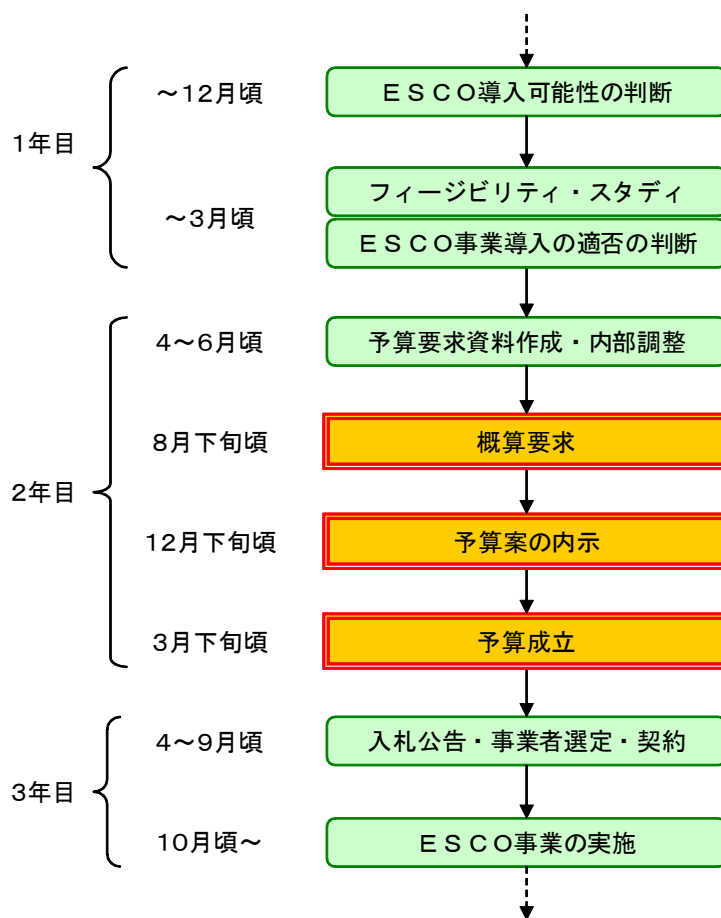 ～12月頃
ＥＳＣＯ導入可能性の判断
1年目
フィージビリティ・スタディ
～3月頃
ＥＳＣＯ事業導入の適否の判断
4～6月頃
予算要求資料作成・内部調整
8月下旬頃
概算要求
2年目
12月下旬頃
予算案の内示
3月下旬頃
予算成立
4～9月頃
入札公告・事業者選定・契約
3年目
10月頃～
ＥＳＣＯ事業の実施